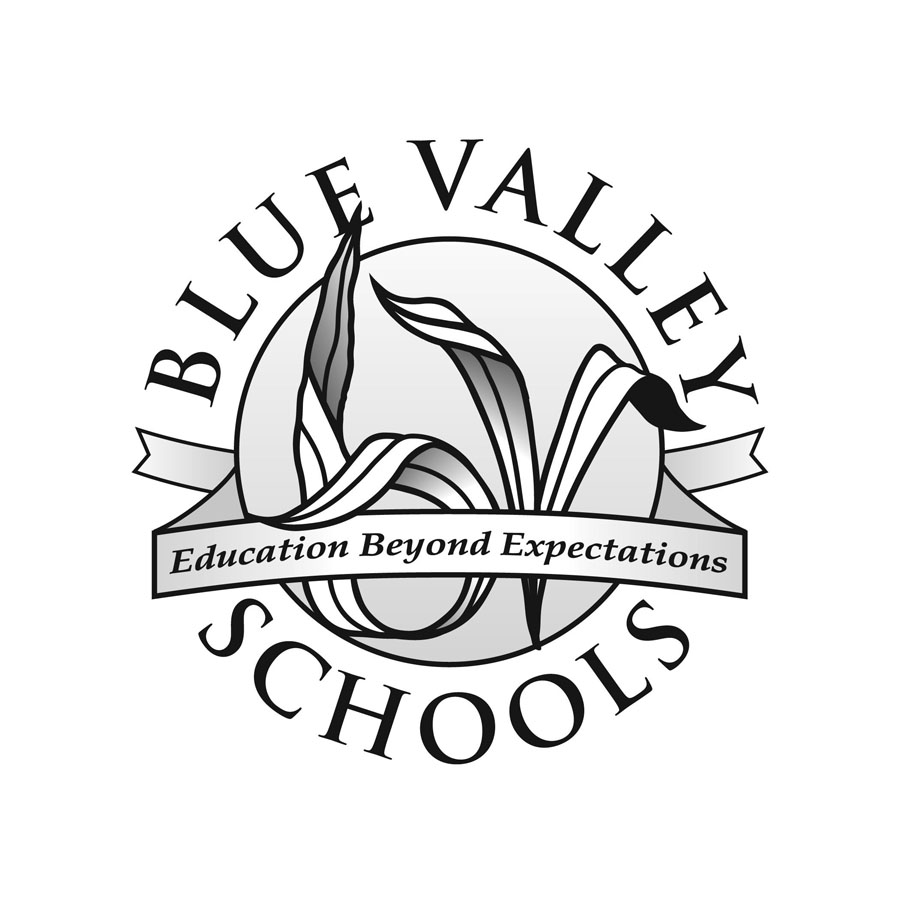 BLUE VALLEY
Education Beyond Expectations
SCHOOLS